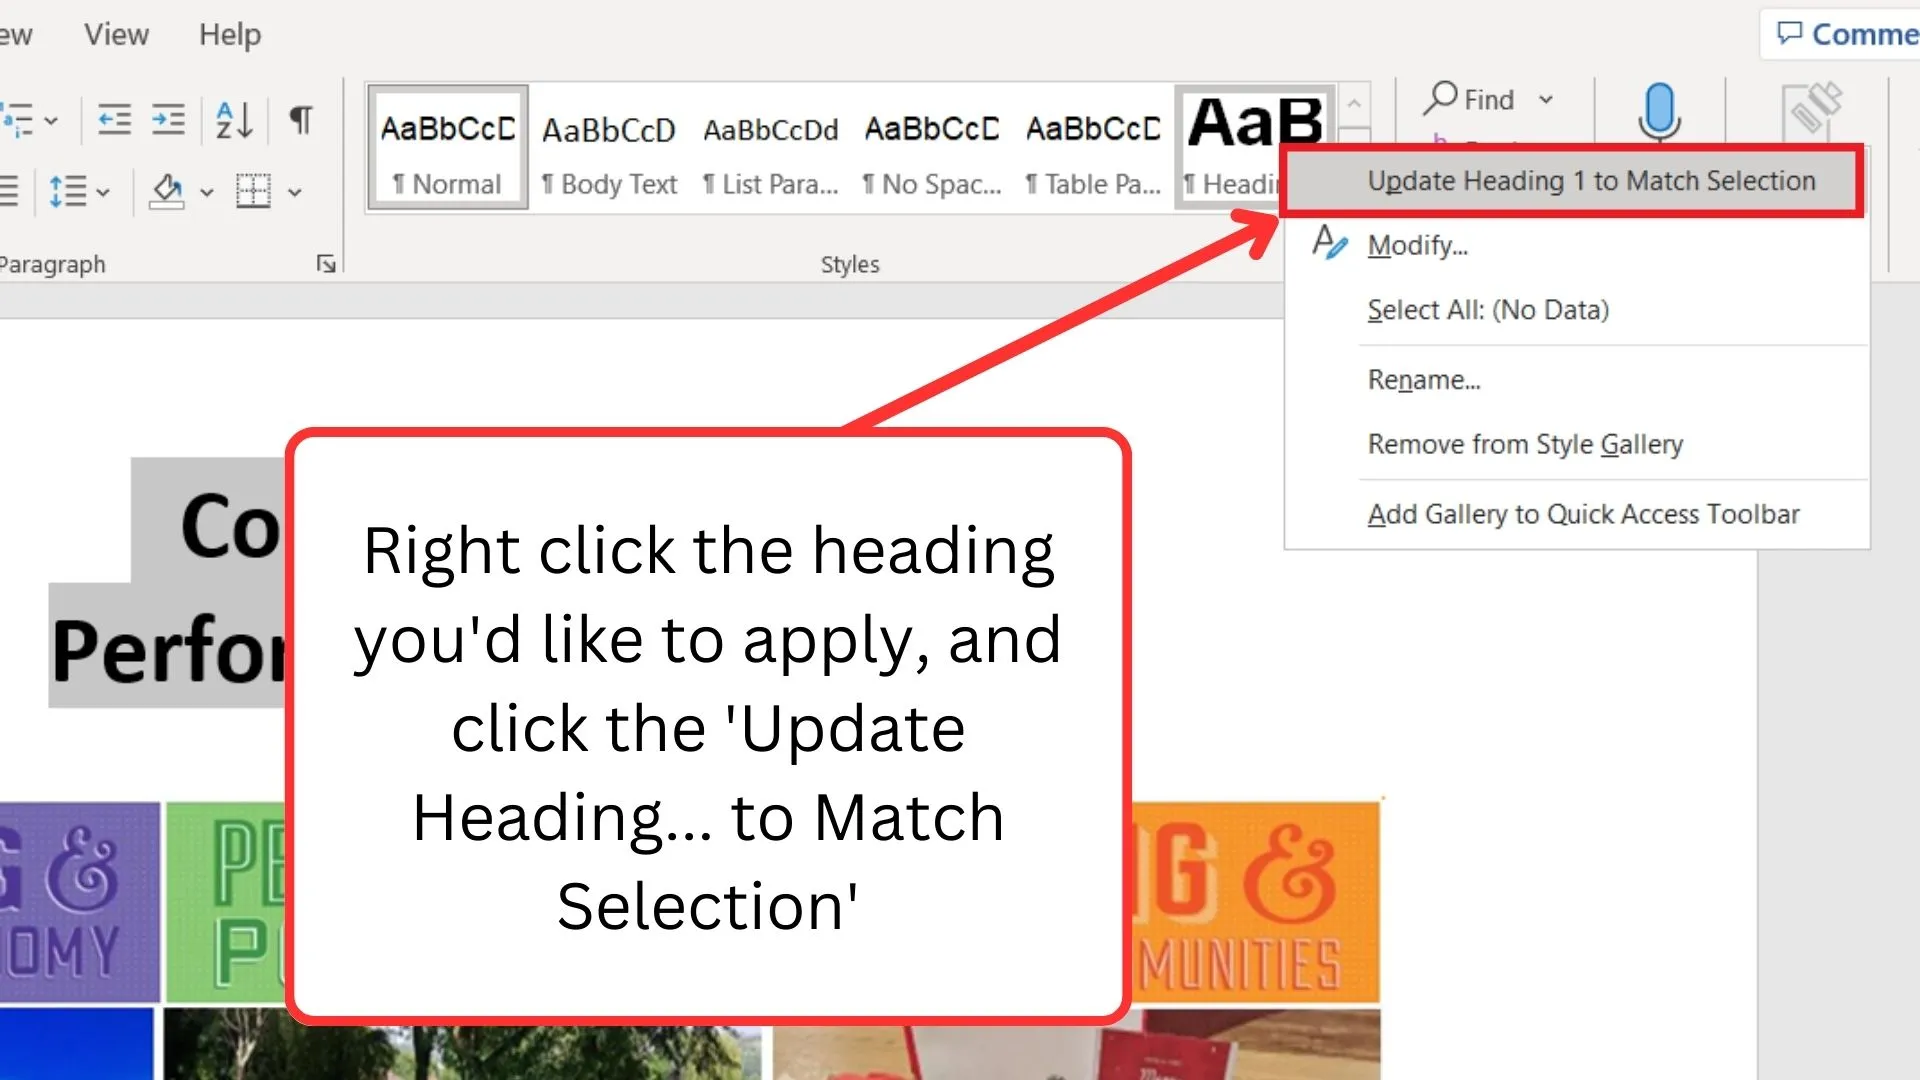 View Help
Comme
Find
AaBbCcD AaBbCcD AaBbCcDd AaBbCcD AaBbCcD AaB
¶ Normal ¶ Body Text ¶ List Para... ¶ No Spac... ¶ Table Pa... ¶ Headi
Paragraph
Styles
Update Heading 1 to Match Selection
Modify...
Select All: (No Data)
Rename...
Remove from Style Gallery
Add Gallery to Quick Access Toolbar
Co
Perfor
Right click the heading
you'd like to apply, and
click the 'Update
Heading... to Match
Selection'
G &
OMY
PE
P
NG &
MUNITIES